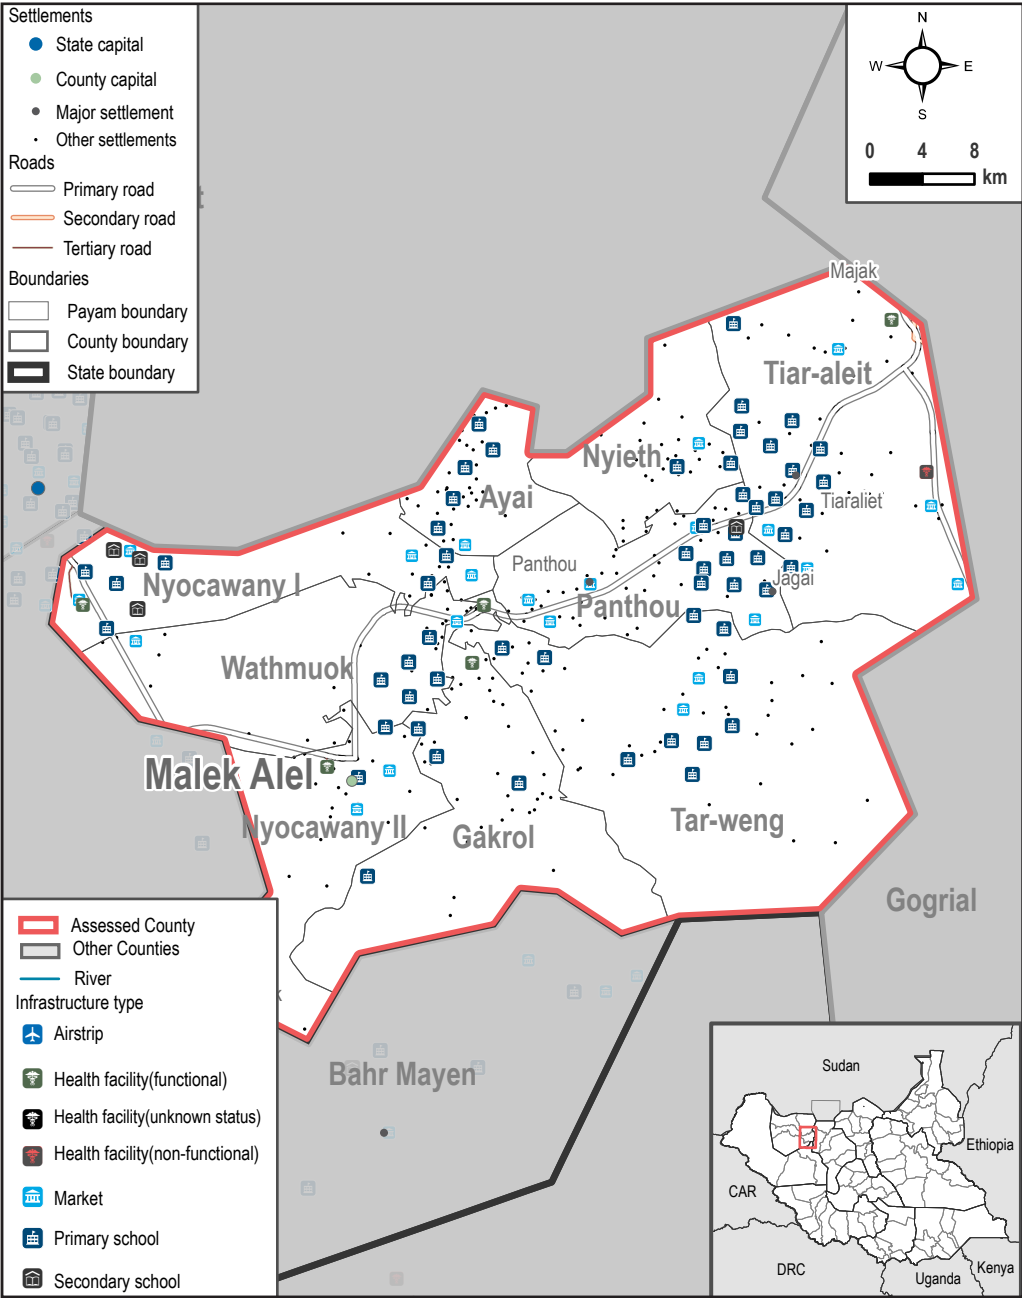 Settlements
State capital
County capital
Major settlement
Other settlements
Roads
Primary road
Secondary road
Tertiary road
Boundaries
Payam boundary
County boundary
State boundary
N
W E
S
0 4 8
km
Majak
Tiar-aleit
Nyieth
Ayai
Tiaraliet
Panthou
Nyocawany I
Jagai
Panthou
Wathmuok
Malek Alel
Nyocawany II
Gakrol
Tar-weng
Gogrial
Bahr Mayen
Assessed County
Other Counties
River
Infrastructure type
Airstrip
Health facility(functional)
Health facility(unknown status)
Health facility(non-functional)
Market
Primary school
Secondary school
Sudan
Ethiopia
CAR
DRC
Uganda
Kenya